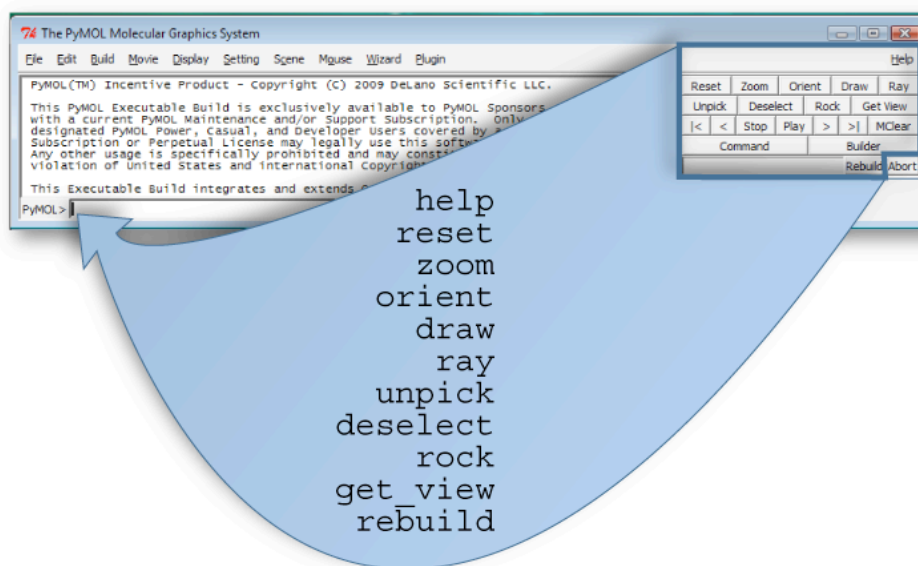 The PyMOL Molecular Graphics System
File Edit Build Movie Display Setting Scene Mouse Wizard Plugin
Help
PyMOL(TM) Incentive Product - Copyright (C) 2009 DeLano Scientific LLC.
This PyMOL Executable Build is exclusively available to PyMOL Sponsors
with a current PyMOL Maintenance and/or Support Subscription. Only
designated PyMOL Power, Casual, and Developer Users covered by a
Subscription or Perpetual License may legally use this
Any other usage is specifically prohibited and may
violation of United States and international
This Executable Build integrates and extends
PyMOL>
Reset Zoom Orient Draw Ray
Unpick Deselect Rock Get View
|< < Stop Play > >| MClear
Command Builder
Rebuild Abort
help
reset
zoom
orient
draw
ray
unpick
deselect
rock
get_view
rebuild